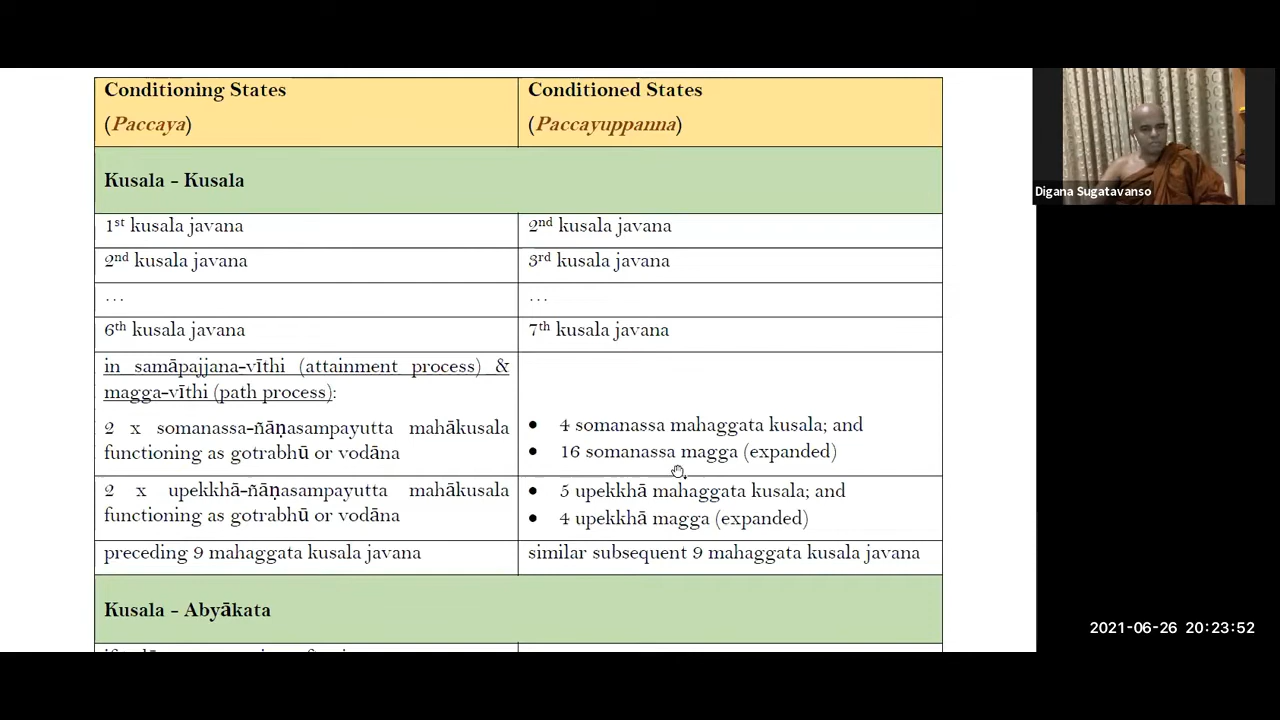 Conditioning States
(Paccaya)
Conditioned States
(Paccayuppanna)
Kusala – Kusala
1st kusala javana
2nd kusala javana
2nd kusala javana
3rd kusala javana
…
…
6th kusala javana
7th kusala javana
in samāpajjana-vīthi (attainment process) &
magga-vīthi (path process):
2 x somanassa-ñāṇasampayutta mahākusala
functioning as gotrabhū or vodāna
• 4 somanassa mahaggata kusala; and
• 16 somanassa magga (expanded)
2 x upekkhā-ñāṇasampayutta mahākusala
functioning as gotrabhū or vodāna
• 5 upekkhā mahaggata kusala; and
• 4 upekkhā magga (expanded)
preceding 9 mahaggata kusala javana
similar subsequent 9 mahaggata kusala javana
Kusala – Abyākata
Digana Sugatavanso
2021-06-26 20:23:52